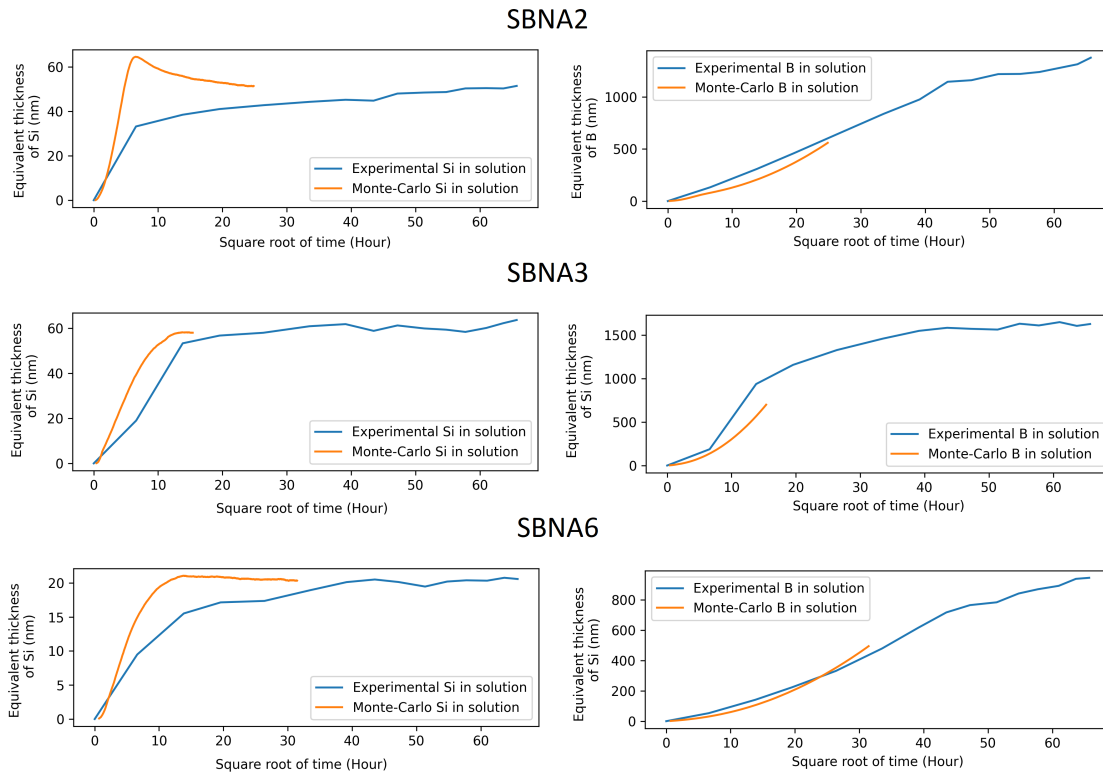 SBNA2
Equivalent thickness
of Si (nm)
60
40
20
0
Experimental Si in solution
Monte-Carlo Si in solution
0 10 20 30 40 50 60
Square root of time (Hour)
Equivalent thickness
of B (nm)
1000
500
0
Experimental B in solution
Monte-Carlo B in solution
0 10 20 30 40 50 60
Square root of time (Hour)
SBNA3
Equivalent thickness
of Si (nm)
60
40
20
0
Experimental Si in solution
Monte-Carlo Si in solution
0 10 20 30 40 50 60
Square root of time (Hour)
Equivalent thickness
of Si (nm)
1500
1000
500
0
Experimental B in solution
Monte-Carlo B in solution
0 10 20 30 40 50 60
Square root of time (Hour)
SBNA6
Equivalent thickness
of Si (nm)
20
15
10
5
0
Experimental Si in solution
Monte-Carlo Si in solution
0 10 20 30 40 50 60
Square root of time (Hour)
Equivalent thickness
of Si (nm)
800
600
400
200
0
Experimental B in solution
Monte-Carlo B in solution
0 10 20 30 40 50 60
Square root of time (Hour)